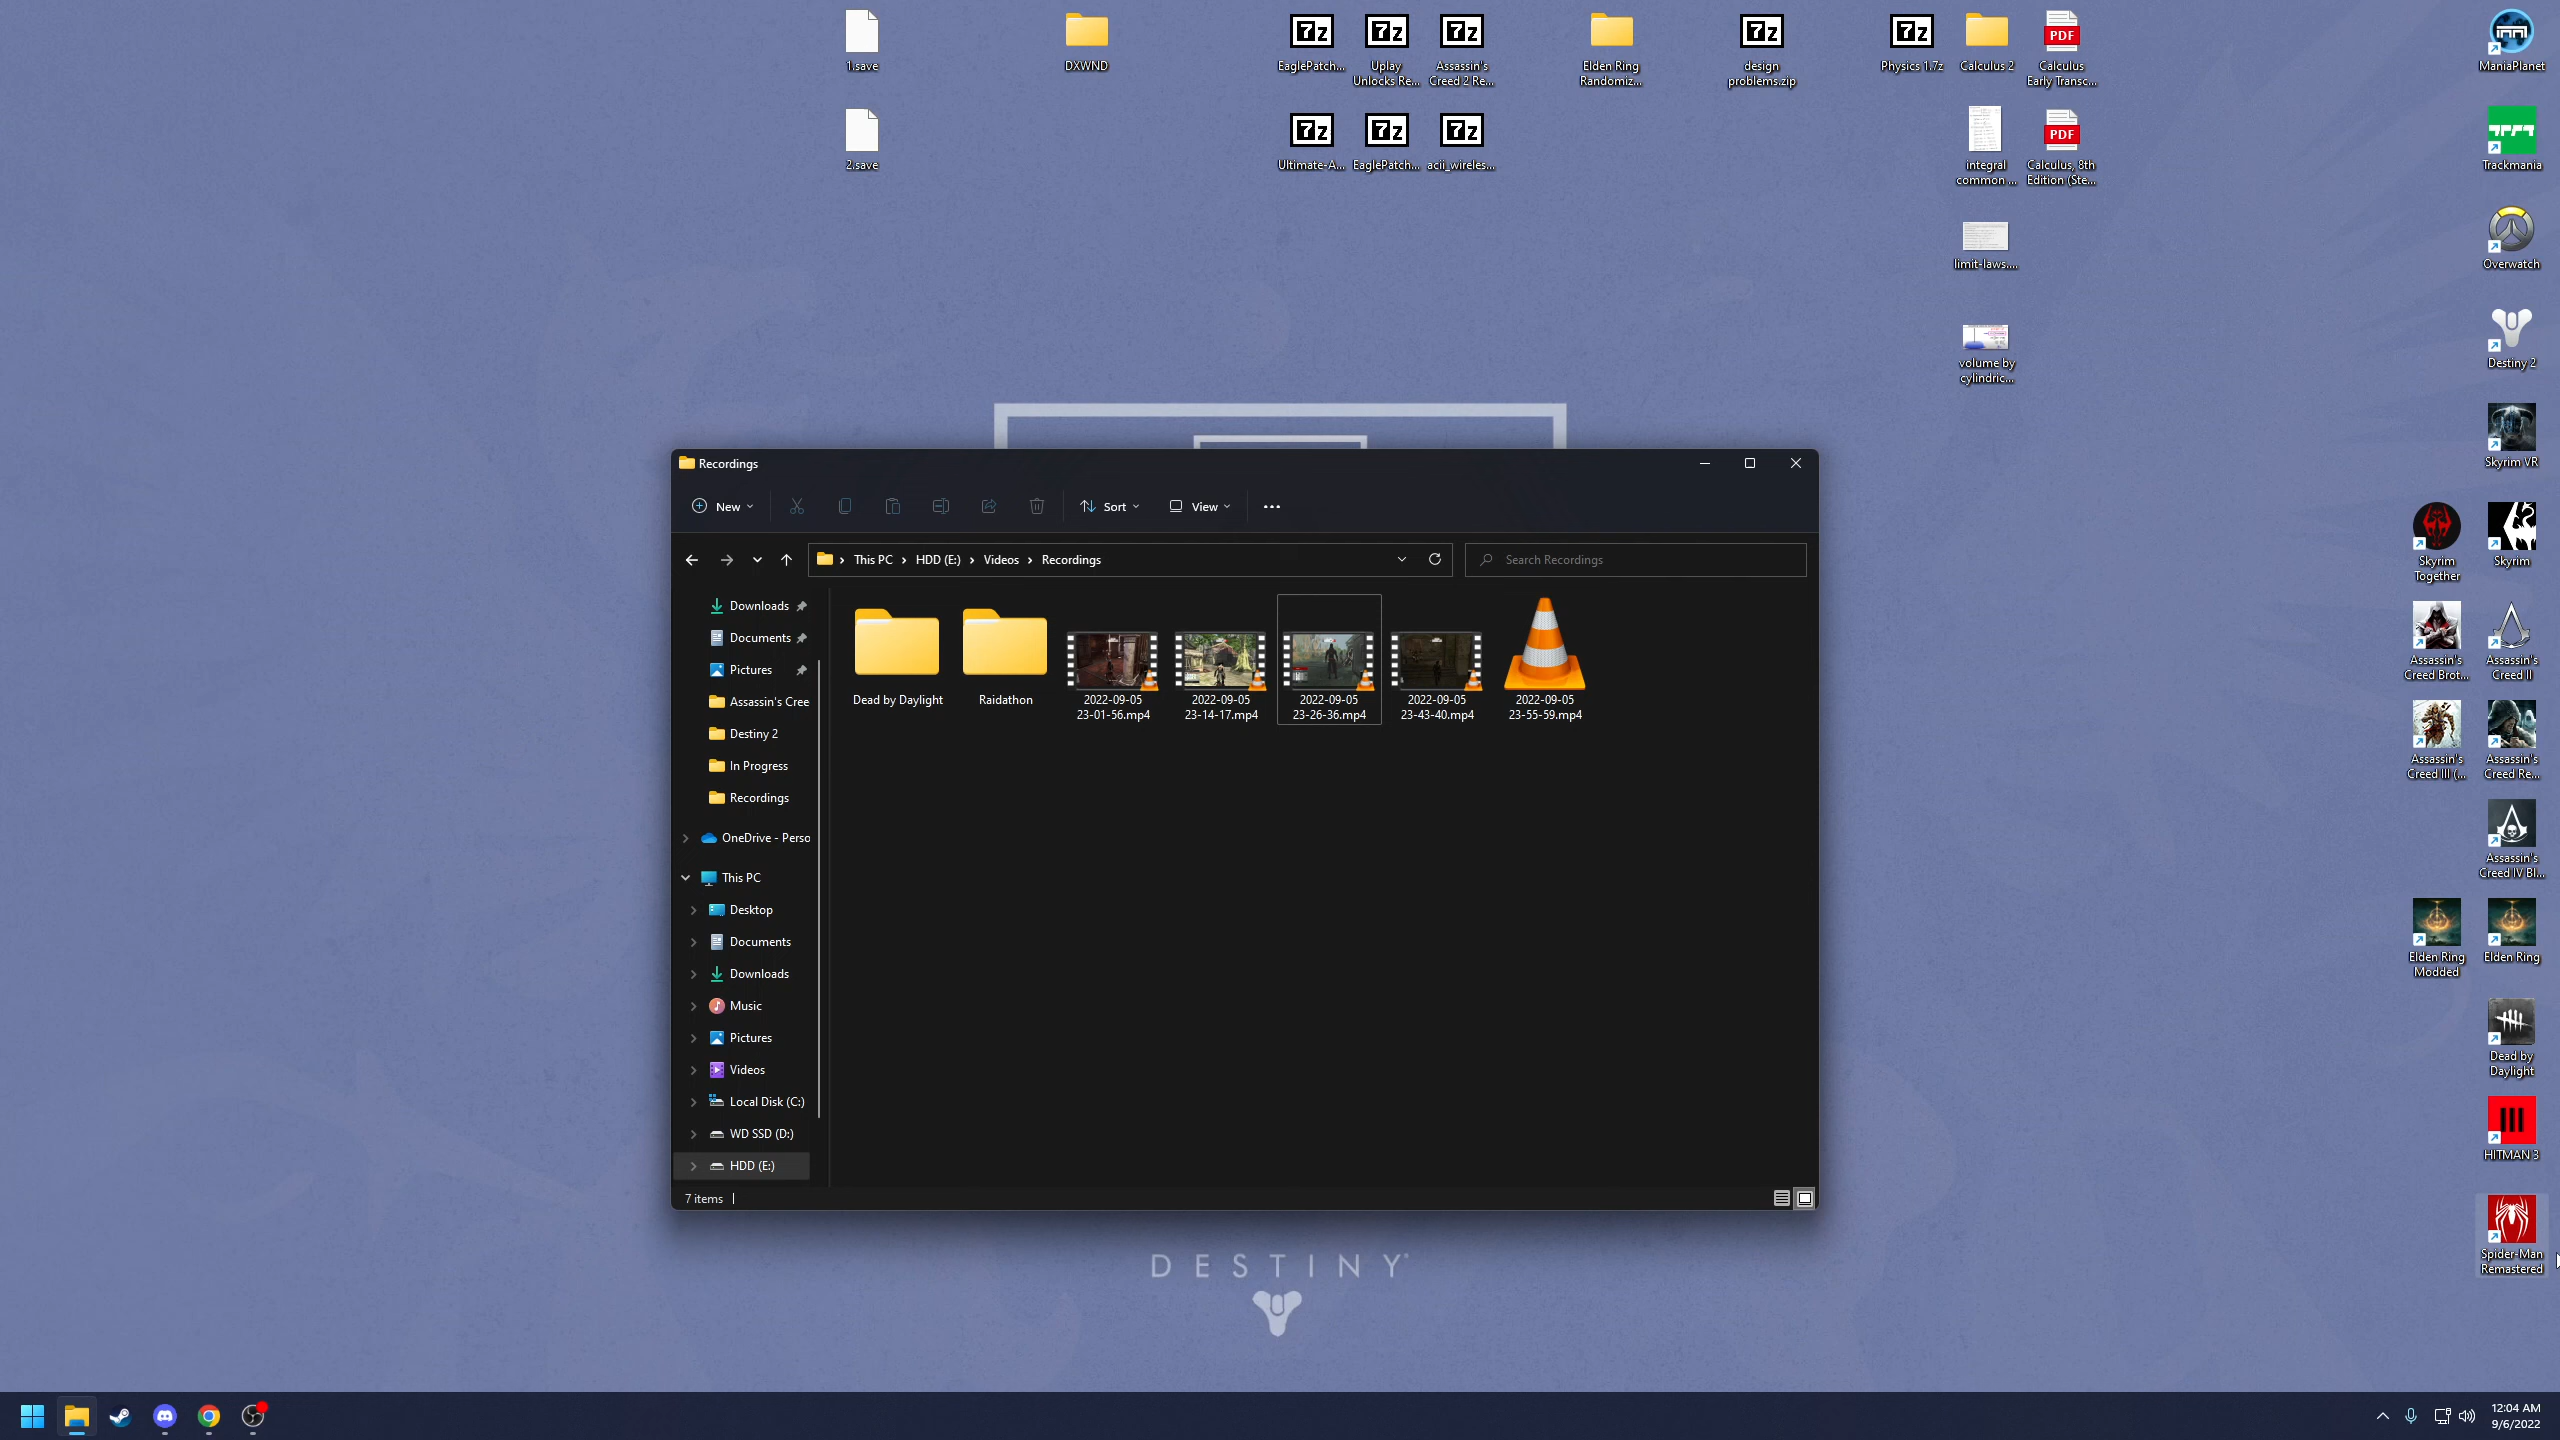 1.save
DXWND
EaglePatch...
Uplay
Unlocks Re...
Assassin's
Creed 2 Re...
Elden Ring
Randomiz...
design
problems.zip
Physics 1.7z
Calculus 2
PDF
Calculus
Early Transc...
ManiaPlanet
2.save
Ultimate-A...
EaglePatch...
acii_wireles...
integral
common ...
PDF
Calculus, 8th
Edition (Ste...
Trackmania
limit-laws....
Overwatch
volume by
cylindric...
Destiny 2
Skyrim VR
Skyrim
Together
Skyrim
Assassin's
Creed Brot...
Assassin's
Creed II
Assassin's
Creed III (...
Assassin's
Creed Re...
Assassin's
Creed IV Bl...
Elden Ring
Modded
Elden Ring
Dead by
Daylight
HITMAN 3
Spider-Man
Remastered
Recordings
New
Sort
View
This PC
HDD (E:)
Videos
Recordings
Search Recordings
Downloads
Documents
Pictures
Assassin's Cree
Destiny 2
In Progress
Recordings
OneDrive - Perso
This PC
Desktop
Documents
Downloads
Music
Pictures
Videos
Local Disk (C:)
WD SSD (D:)
HDD (E:)
Dead by Daylight
Raidathon
2022-09-05
23-01-56.mp4
2022-09-05
23-14-17.mp4
2022-09-05
23-26-36.mp4
2022-09-05
23-43-40.mp4
2022-09-05
23-55-59.mp4
7 items
DESTINY
12:04 AM
9/6/2022